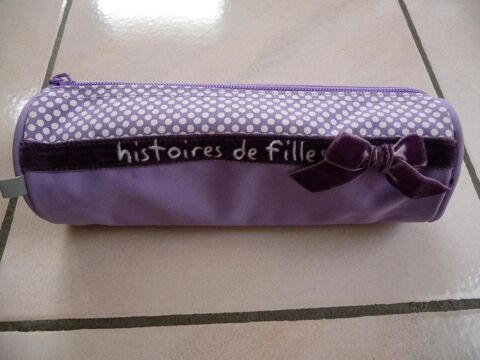 histoires de filles